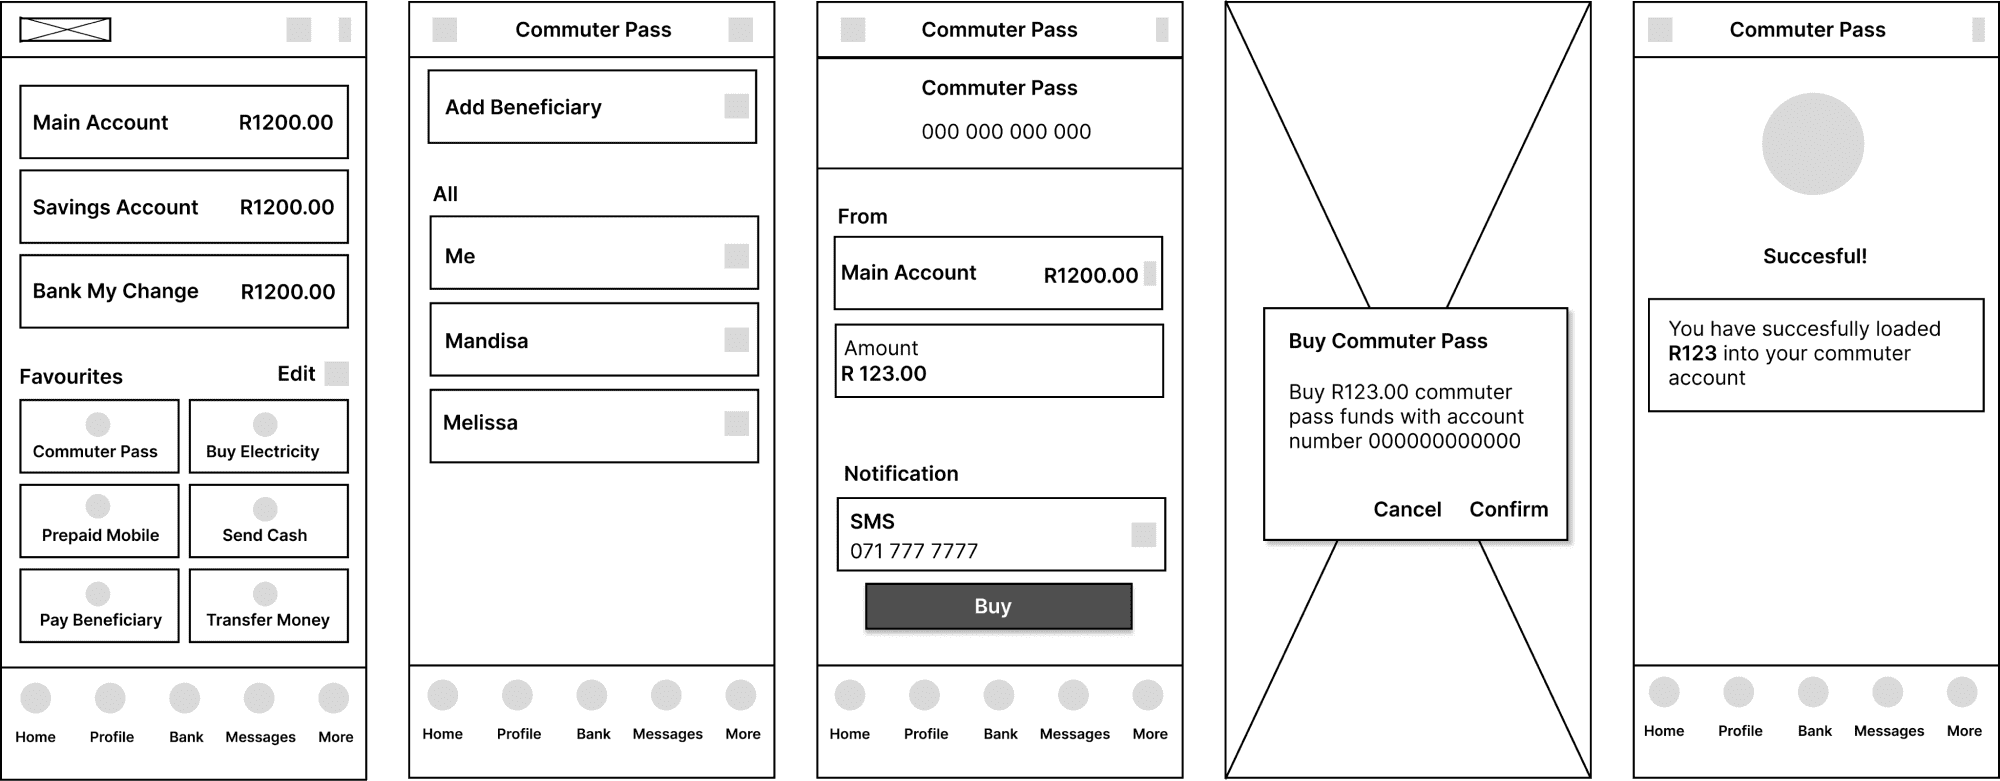 Main Account R1200.00
Savings Account R1200.00
Bank My Change R1200.00
Favourites Edit
Commuter Pass Buy Electricity
Prepaid Mobile Send Cash
Pay Beneficiary Transfer Money
Home Profile Bank Messages More
Commuter Pass
Add Beneficiary
All
Me
Mandisa
Melissa
Home Profile Bank Messages More
Commuter Pass
Commuter Pass
000 000 000 000
From
Main Account R1200.00
Amount
R 123.00
Notification
SMS
071 777 7777
Buy
Home Profile Bank Messages More
Buy Commuter Pass
Buy R123.00 commuter
pass funds with account
number 000000000000
Cancel Confirm
Commuter Pass
Succesful!
You have succesfully loaded
R123 into your commuter
account
Home Profile Bank Messages More